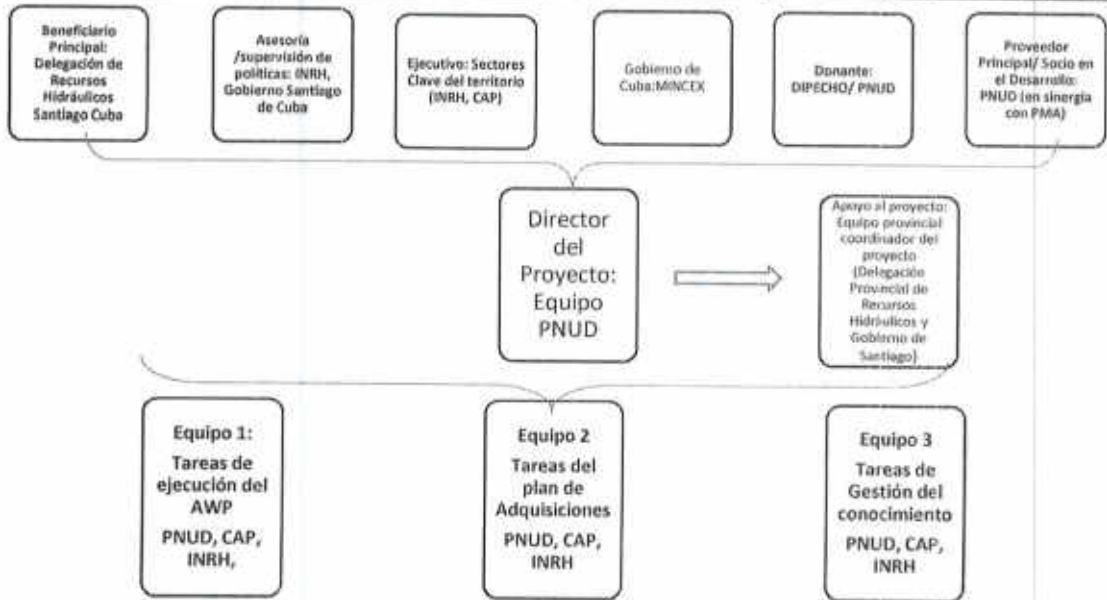 Beneficiario
Principal:
Delegación de
Recursos
Hidráulicos
Santiago Cuba
Asesoría
/supervisión de
políticas: INRH,
Gobierno Santiago
de Cuba
Ejecutivo: Sectores
Clave del territorio
(INRH, CAP)
Gobierno de
Cuba:MINCEX
Donante:
DIPECHO/ PNUD
Proveedor
Principal/ Socio en
el Desarrollo:
PNUD (en sinergia
con PMA)
Director
del
Proyecto:
Equipo
PNUD
Apoyo al proyecto:
Equipo provincial
coordinador del
proyecto
(Delegación
Provincial de
Recursos
Hidráulicos y
Gobierno de
Santiago)
Equipo 1:
Tareas de
ejecución del
AWP
PNUD, CAP,
INRH,
Equipo 2
Tareas del
plan de
Adquisiciones
PNUD, CAP,
INRH
Equipo 3
Tareas de
Gestión del
conocimiento
PNUD, CAP,
INRH